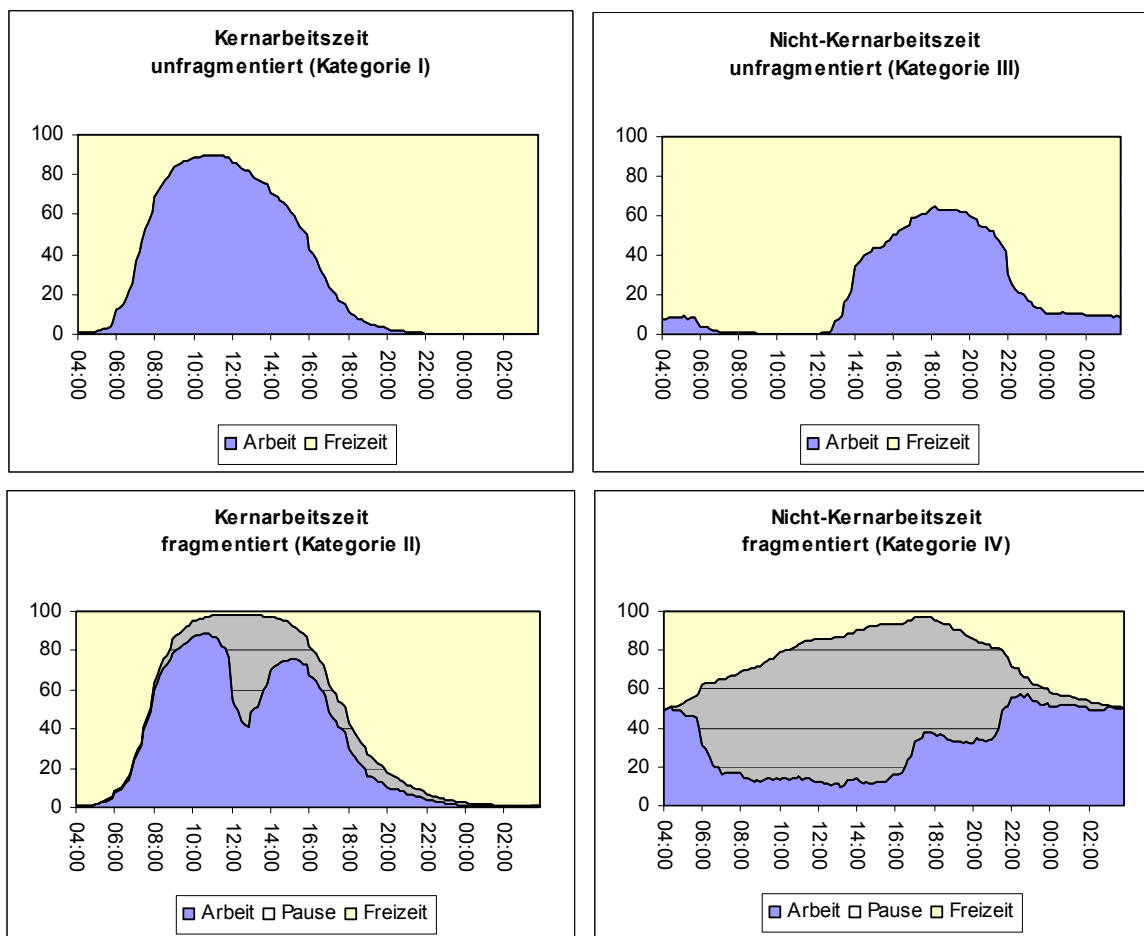 Kernarbeitszeit
unfragmentiert (Kategorie I)
100
80
60
40
20
0
04:00 06:00 08:00 10:00 12:00 14:00 16:00 18:00 20:00 22:00 00:00 02:00
Arbeit Freizeit
Nicht-Kernarbeitszeit
unfragmentiert (Kategorie III)
100
80
60
40
20
0
04:00 06:00 08:00 10:00 12:00 14:00 16:00 18:00 20:00 22:00 00:00 02:00
Arbeit Freizeit
Kernarbeitszeit
fragmentiert (Kategorie II)
100
80
60
40
20
0
04:00 06:00 08:00 10:00 12:00 14:00 16:00 18:00 20:00 22:00 00:00 02:00
Arbeit Pause Freizeit
Nicht-Kernarbeitszeit
fragmentiert (Kategorie IV)
100
80
60
40
20
0
04:00 06:00 08:00 10:00 12:00 14:00 16:00 18:00 20:00 22:00 00:00 02:00
Arbeit Pause Freizeit